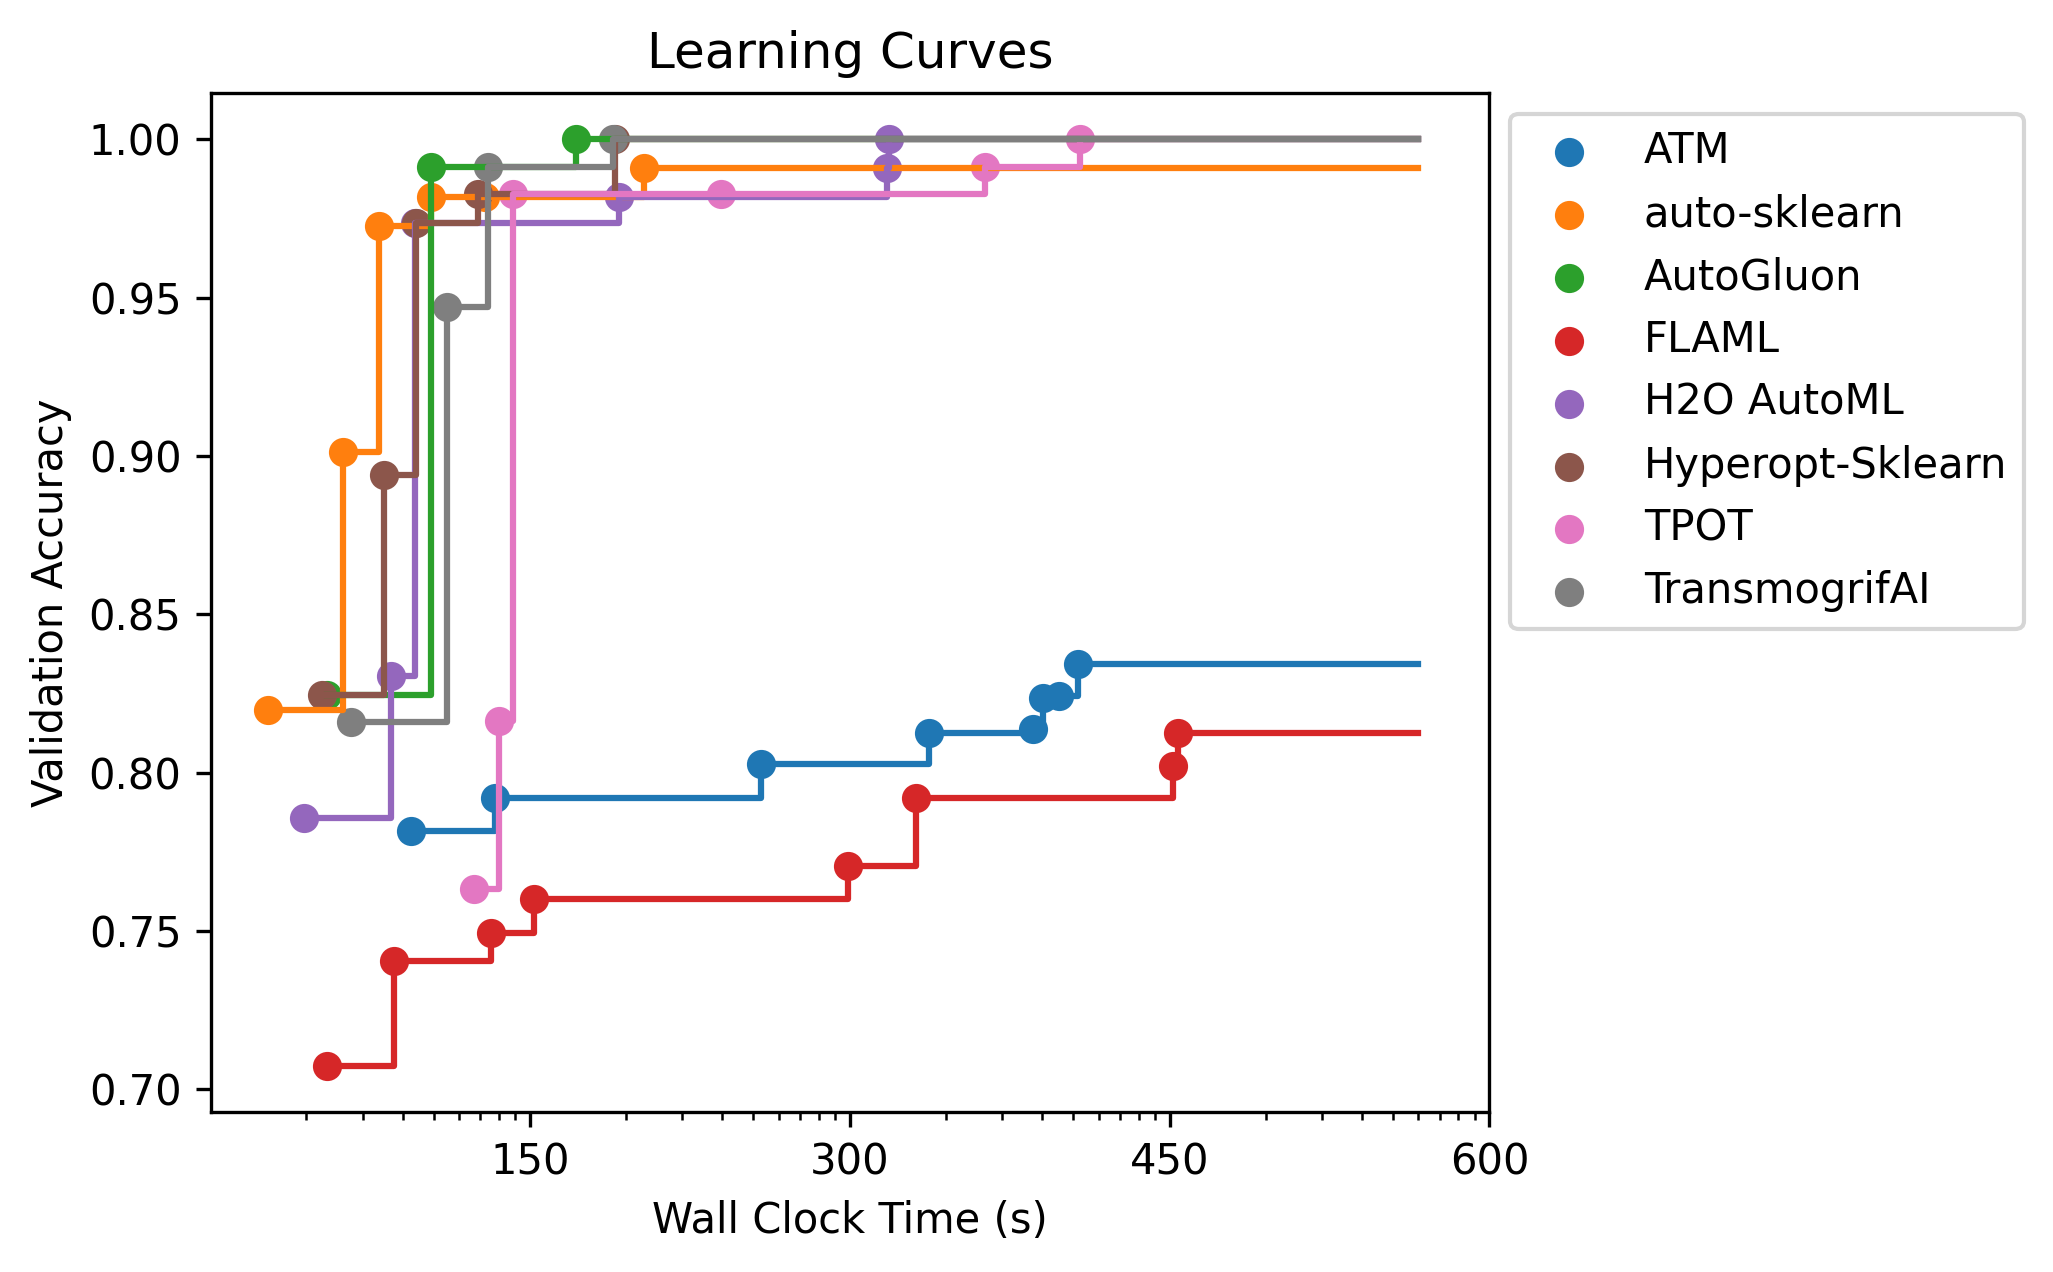 Learning Curves
1.00
0.95
0.90
0.85
0.80
0.75
0.70
Validation Accuracy
150 300 450 600
Wall Clock Time (s)
ATM
auto-sklearn
AutoGluon
FLAML
H2O AutoML
Hyperopt-Sklearn
TPOT
TransmogrifAI